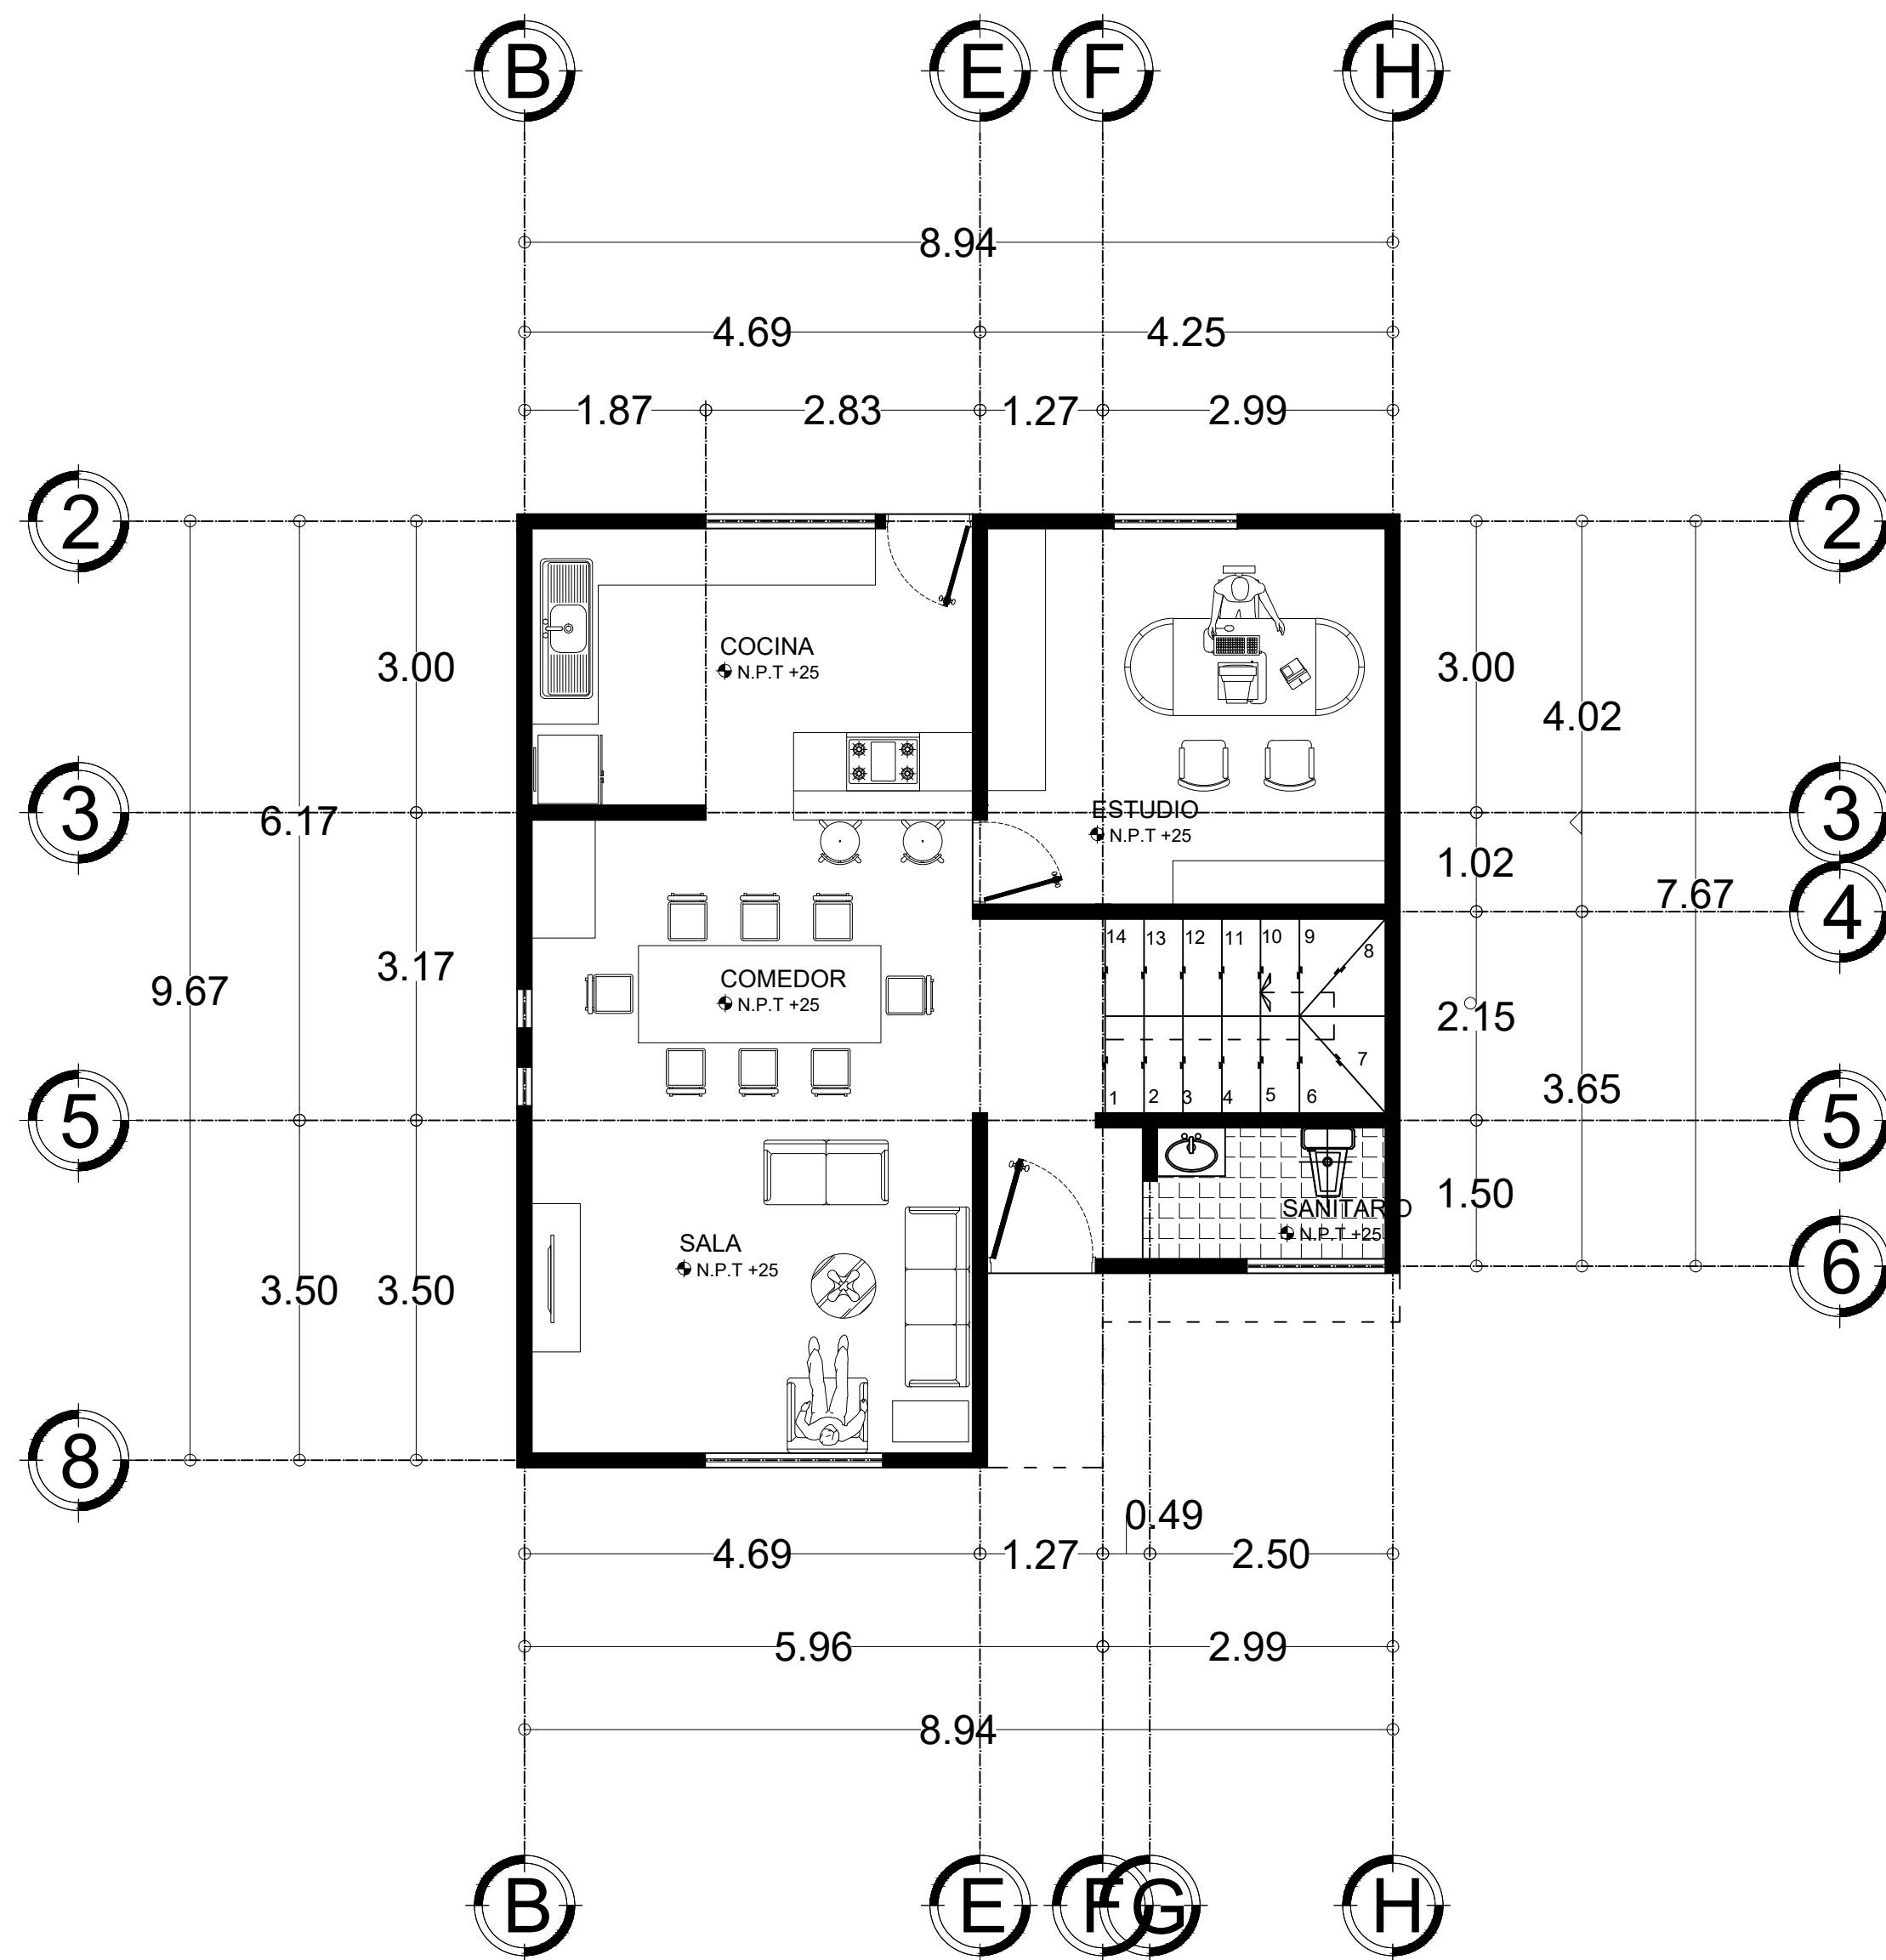 B E F H
8.94
4.69 4.25
1.87 2.83 1.27 2.99
2 2
COCINA
N.P.T +25
3.00 3.00
4.02
3 3
6.17
ESTUDIO
N.P.T +25
1.02
7.67
4
14 13 12 11 10 9 8
COMEDOR
N.P.T +25
3.17
9.67
2.15
7
3.65
1 2 3 4 5 6
5 5
1.50
SANITARIO
N.P.T +25
SALA
N.P.T +25
6
3.50 3.50
8
0.49
4.69 1.27 2.50
5.96 2.99
8.94
B E F G H